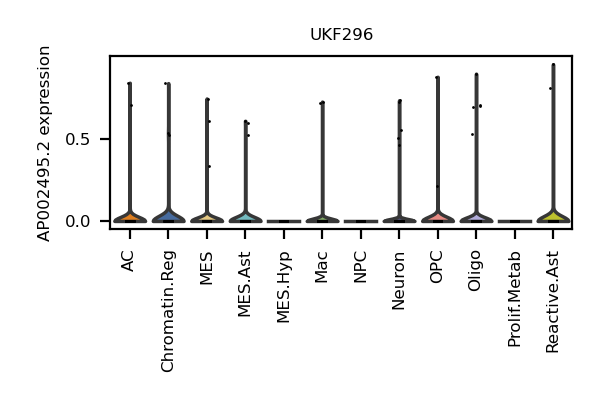 UKF296
AP002495.2 expression
0.5
0.0
AC
Chromatin.Reg
MES
MES.Ast
MES.Hyp
Mac
NPC
Neuron
OPC
Oligo
Prolif.Metab
Reactive.Ast